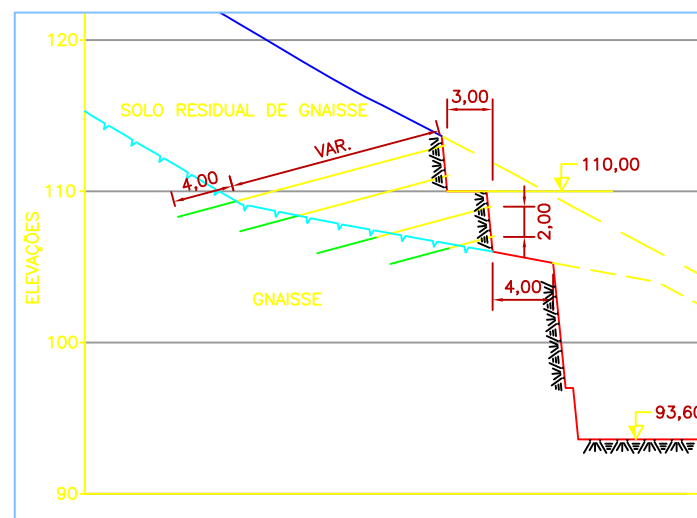 120
3,00
SOLO RESIDUAL DE GNAISSE
VAR.
4,00
110,00
110
2,00
ELEVAÇÕES
4,00
GNAISSE
100
93,60
90